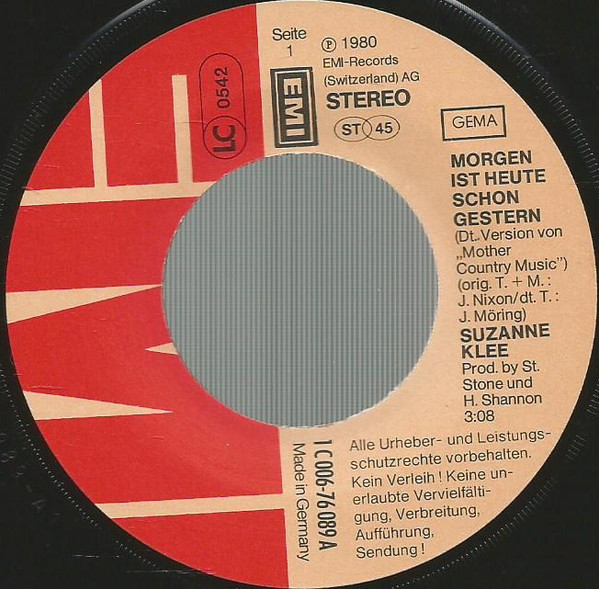 Seite
1
℗ 1980
EMI-Records
(Switzerland) AG
STEREO
ST 45
LC 0542
EMI
GEMA
MORGEN
IST HEUTE
SCHON
GESTERN
(Dt. Version von
„Mother
Country Music")
(orig. T. + M.:
J. Nixon/dt. T.:
J. Möring)
SUZANNE
KLEE
Prod. by St.
Stone und
H. Shannon
3:08
1 C 006-76 089 A
Made in Germany
Alle Urheber- und Leistungs-
schutzrechte vorbehalten.
Kein Verleih! Keine un-
erlaubte Vervielfälti-
gung, Verbreitung,
Aufführung,
Sendung!